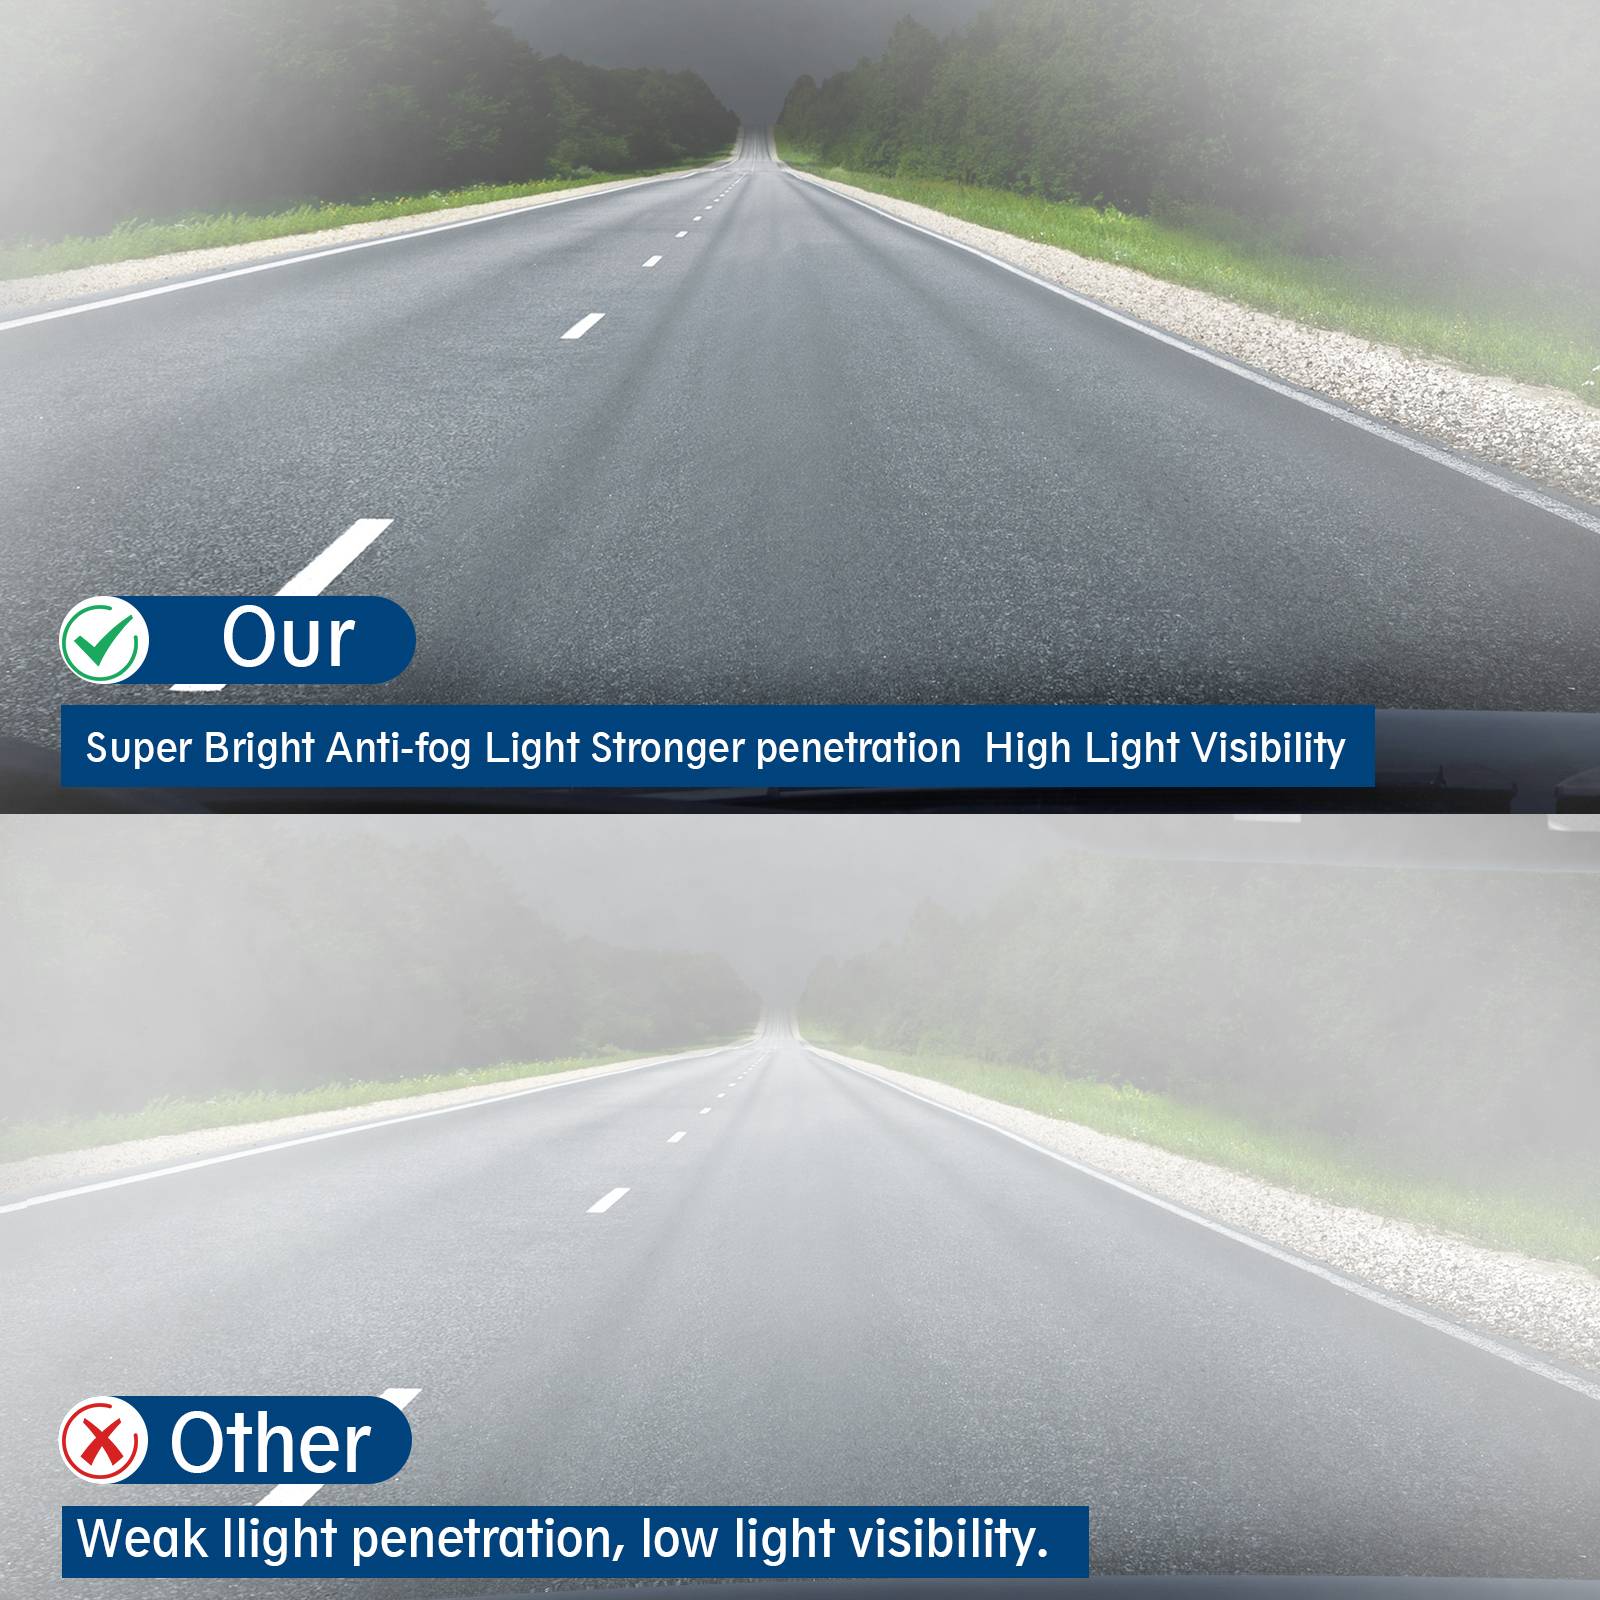 Our
Super Bright Anti-fog Light Stronger penetration  High Light Visibility
Other
Weak llight penetration, low light visibility.